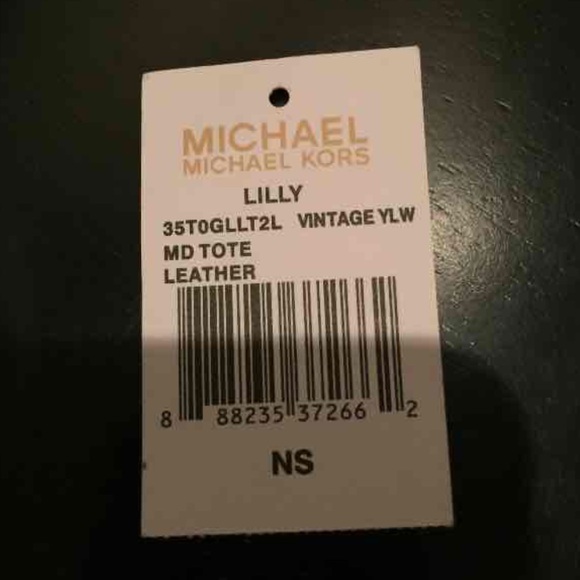 MICHAEL
MICHAEL KORS
LILLY
35T0GLLT2L VINTAGE YLW
MD TOTE
LEATHER
8 88235 37266 2
NS